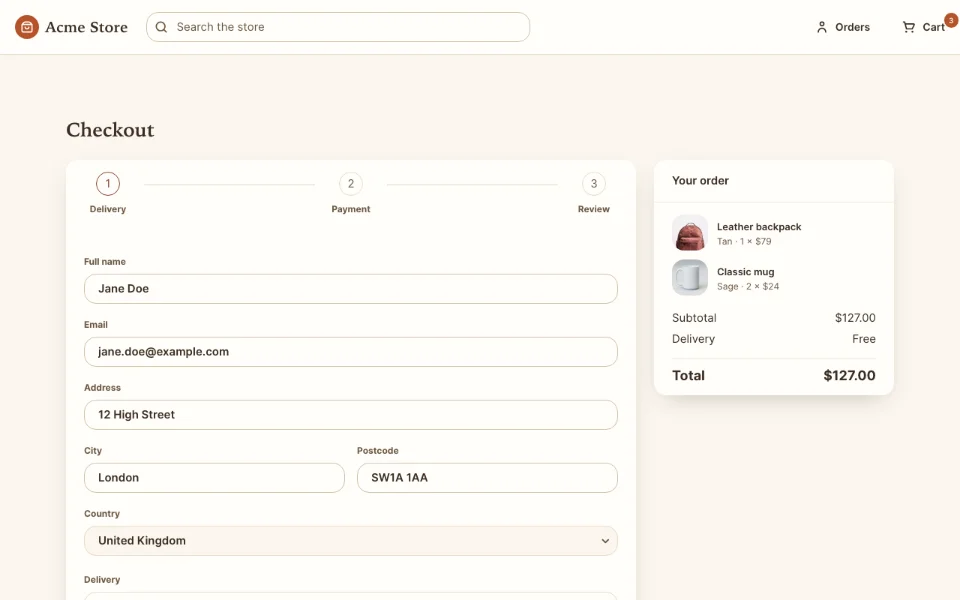 Acme Store
Search the store
Orders
Cart
3
Checkout
1
Delivery
2
Payment
3
Review
Full name
Jane Doe
Email
jane.doe@example.com
Address
12 High Street
City
London
Postcode
SW1A 1AA
Country
United Kingdom
Delivery
Your order
Leather backpack
Tan · 1 × $79
Classic mug
Sage · 2 × $24
Subtotal $127.00
Delivery Free
Total $127.00